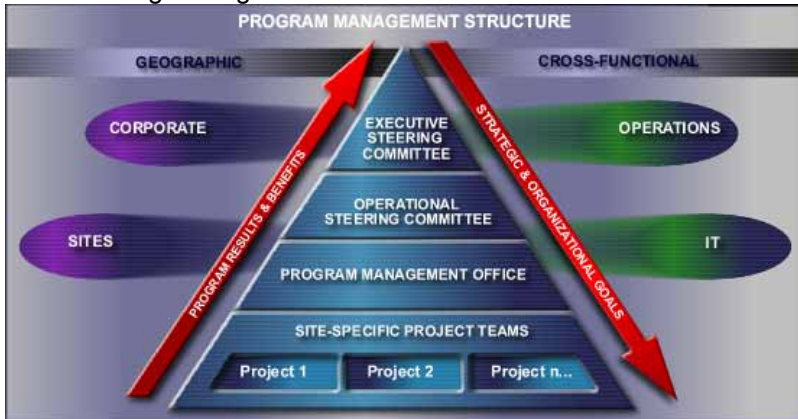 PROGRAM MANAGEMENT STRUCTURE
GEOGRAPHIC
CROSS-FUNCTIONAL
CORPORATE
EXECUTIVE
STEERING
COMMITTEE
OPERATIONS
PROGRAM RESULTS & BENEFITS
STRATEGIC & ORGANIZATIONAL GOALS
OPERATIONAL
STEERING COMMITTEE
SITES
IT
PROGRAM MANAGEMENT OFFICE
SITE-SPECIFIC PROJECT TEAMS
Project 1
Project 2
Project n...